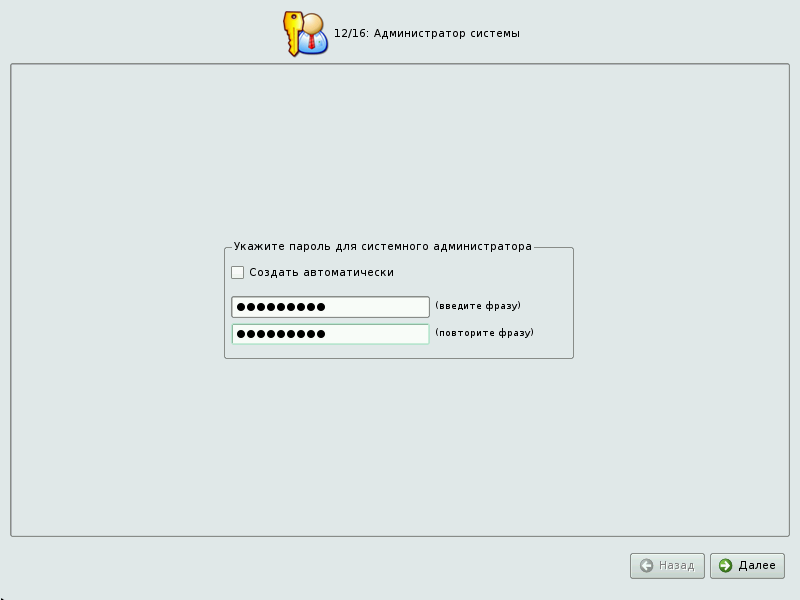 12/16: Администратор системы
Укажите пароль для системного администратора
Создать автоматически
●●●●●●●●● (введите фразу)
●●●●●●●●● (повторите фразу)
Назад Далее